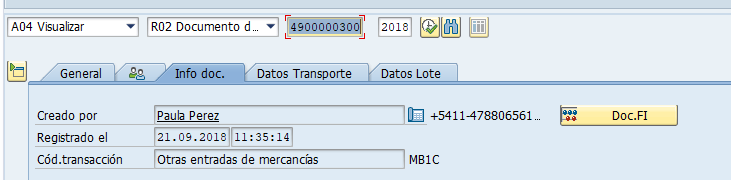 A04 Visualizar R02 Documento d... 4900000300 2018
General Info doc. Datos Transporte Datos Lote
Creado por Paula Perez +5411-478806561... Doc.FI
Registrado el 21.09.2018 11:35:14
Cód.transacción Otras entradas de mercancías MB1C